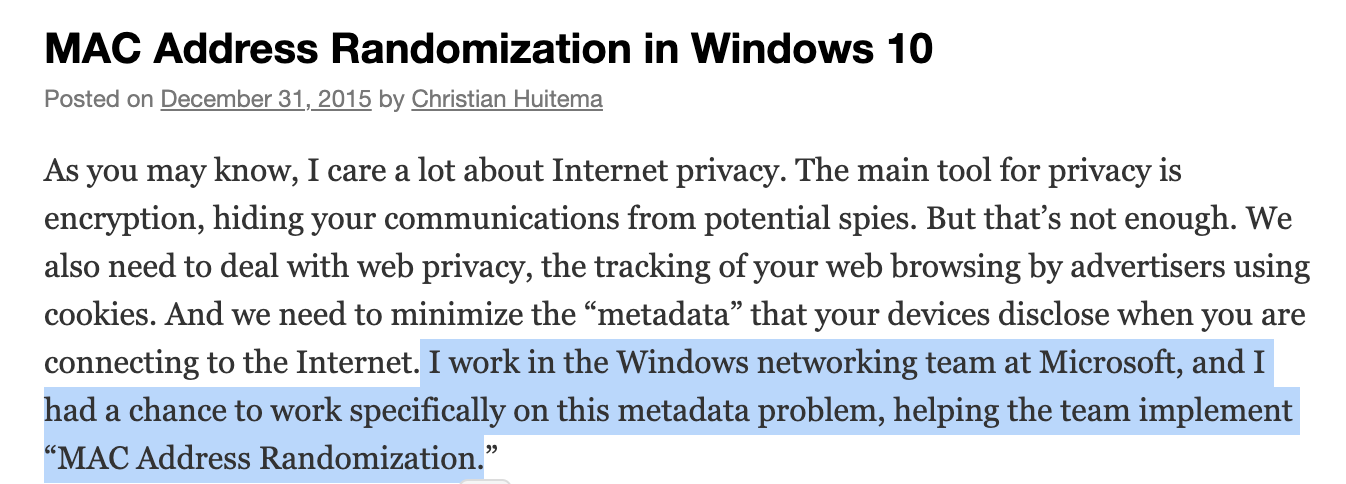 MAC Address Randomization in Windows 10
Posted on December 31, 2015 by Christian Huitema
As you may know, I care a lot about Internet privacy. The main tool for privacy is
encryption, hiding your communications from potential spies. But that’s not enough. We
also need to deal with web privacy, the tracking of your web browsing by advertisers using
cookies. And we need to minimize the “metadata” that your devices disclose when you are
connecting to the Internet. I work in the Windows networking team at Microsoft, and I
had a chance to work specifically on this metadata problem, helping the team implement
“MAC Address Randomization.”